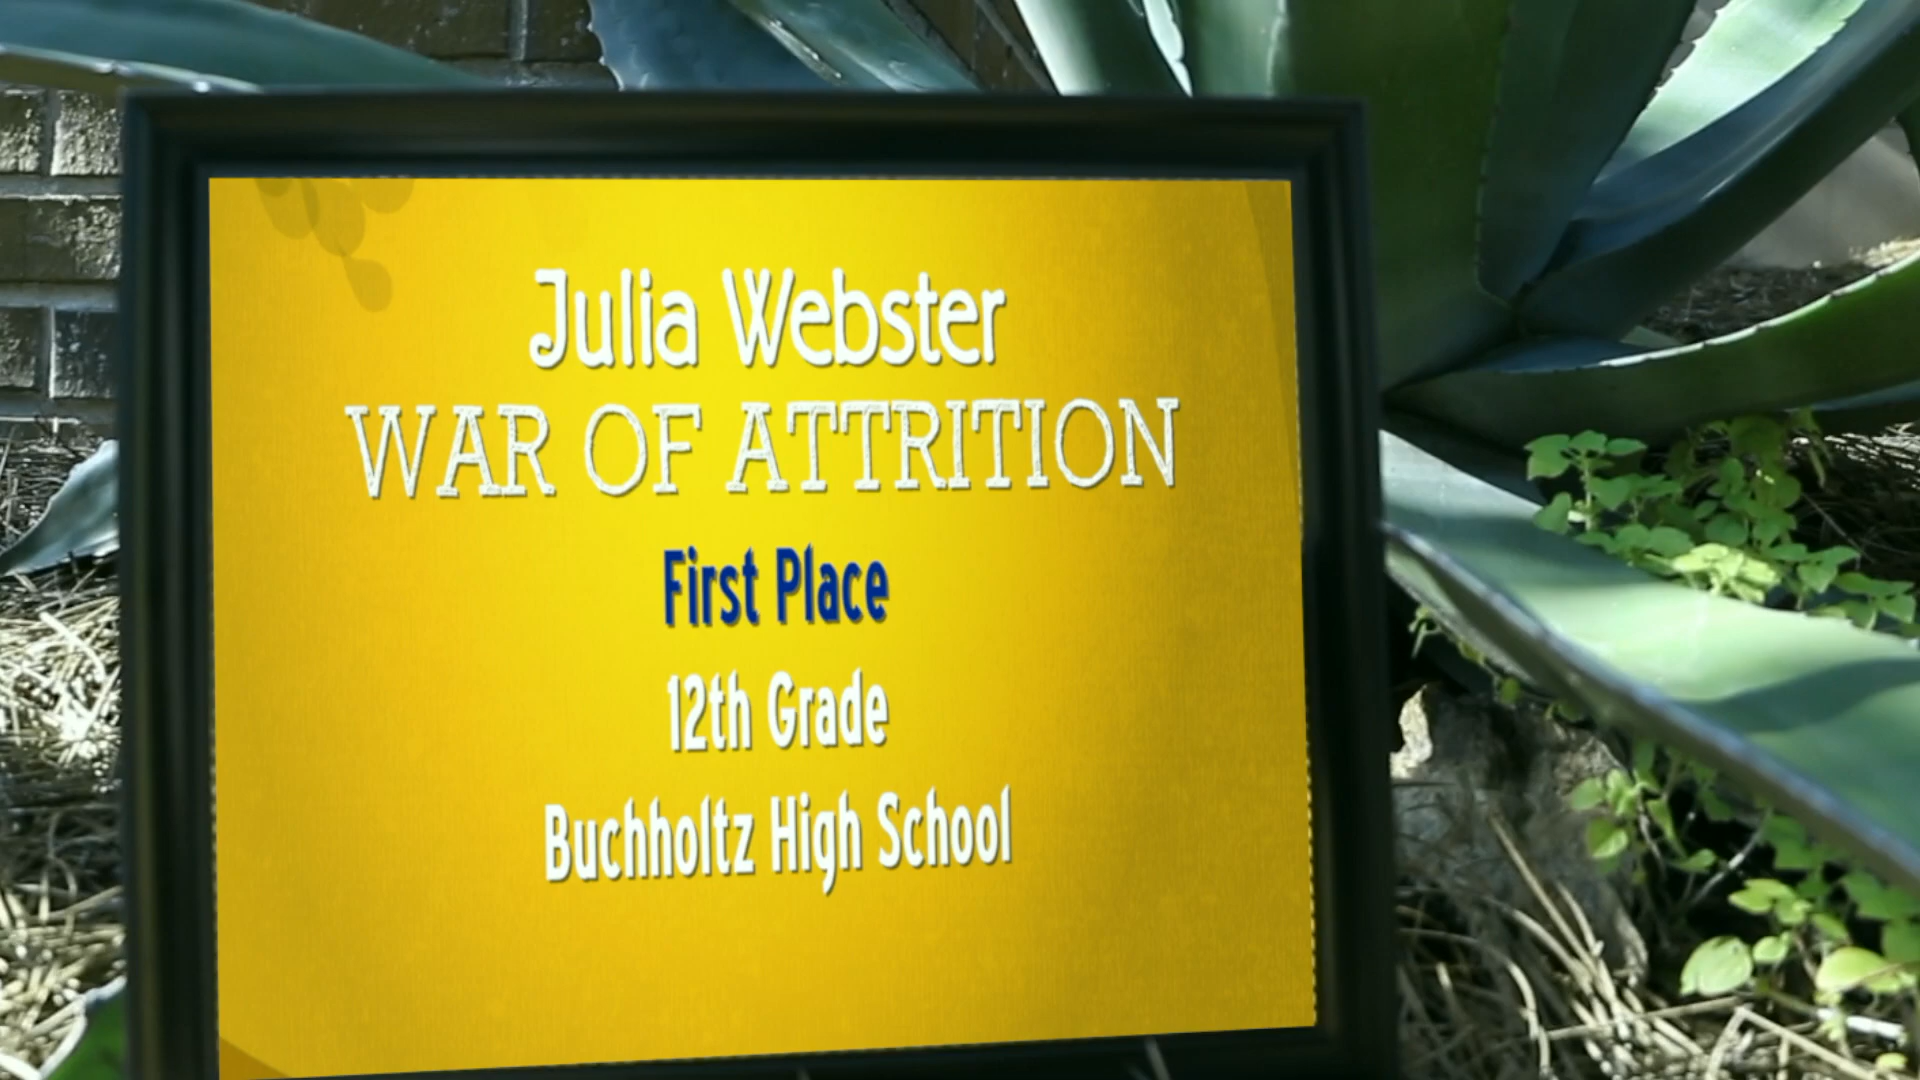 Julia Webster
WAR OF ATTRITION
First Place
12th Grade
Buchholtz High School